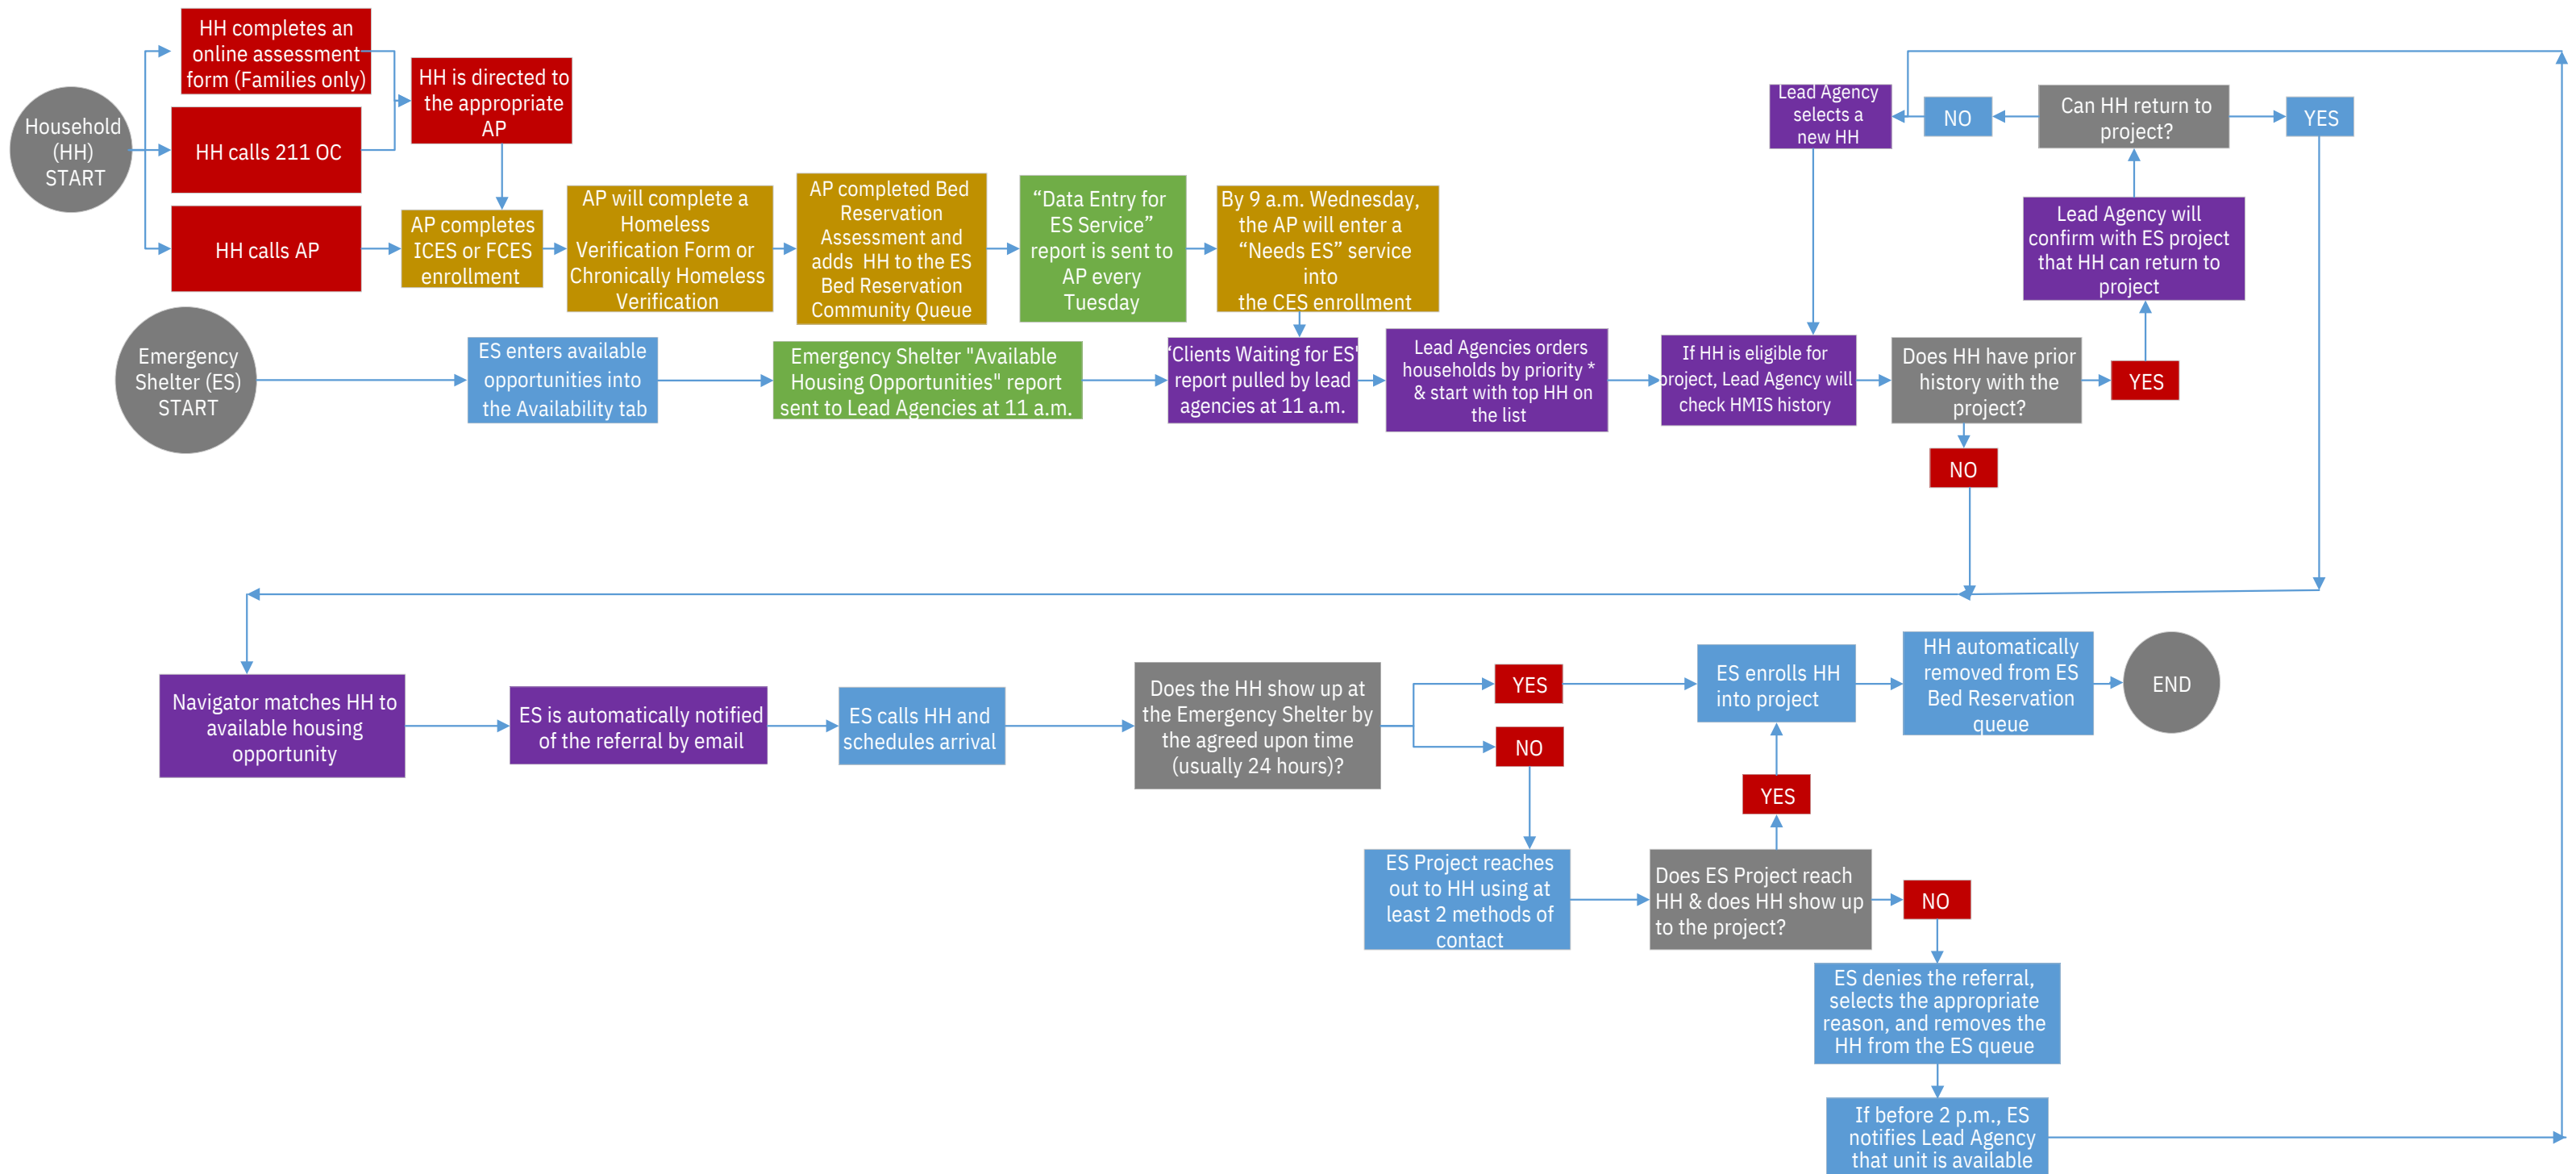 HH completes an
online assessment
form (Families only)
HH is directed to
the appropriate
AP
Household
(HH)
START
HH calls 211 OC
HH calls AP
AP completes
ICES or FCES
enrollment
AP will complete a
Homeless
Verification Form or
Chronically Homeless
Verification
AP completed Bed
Reservation
Assessment and
adds HH to the ES
Bed Reservation
Community Queue
“Data Entry for
ES Service”
report is sent to
AP every
Tuesday
By 9 a.m. Wednesday,
the AP will enter a
“Needs ES” service
into
the CES enrollment
Lead Agency
selects a
new HH
NO
Can HH return to
project?
YES
Lead Agency will
confirm with ES project
that HH can return to
project
Emergency
Shelter (ES)
START
ES enters available
opportunities into
the Availability tab
Emergency Shelter "Available
Housing Opportunities" report
sent to Lead Agencies at 11 a.m.
'Clients Waiting for ES'
report pulled by lead
agencies at 11 a.m.
Lead Agencies orders
households by priority *
& start with top HH on
the list
If HH is eligible for
project, Lead Agency will
check HMIS history
Does HH have prior
history with the
project?
YES
NO
Navigator matches HH to
available housing
opportunity
ES is automatically notified
of the referral by email
ES calls HH and
schedules arrival
Does the HH show up at
the Emergency Shelter by
the agreed upon time
(usually 24 hours)?
YES
NO
ES enrolls HH
into project
HH automatically
removed from ES
Bed Reservation
queue
END
YES
ES Project reaches
out to HH using at
least 2 methods of
contact
Does ES Project reach
HH & does HH show up
to the project?
NO
ES denies the referral,
selects the appropriate
reason, and removes the
HH from the ES queue
If before 2 p.m., ES
notifies Lead Agency
that unit is available